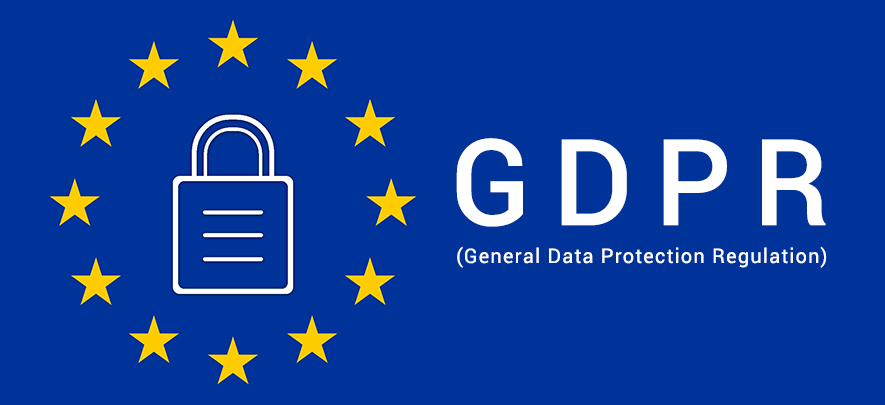 GDPR
(General Data Protection Regulation)